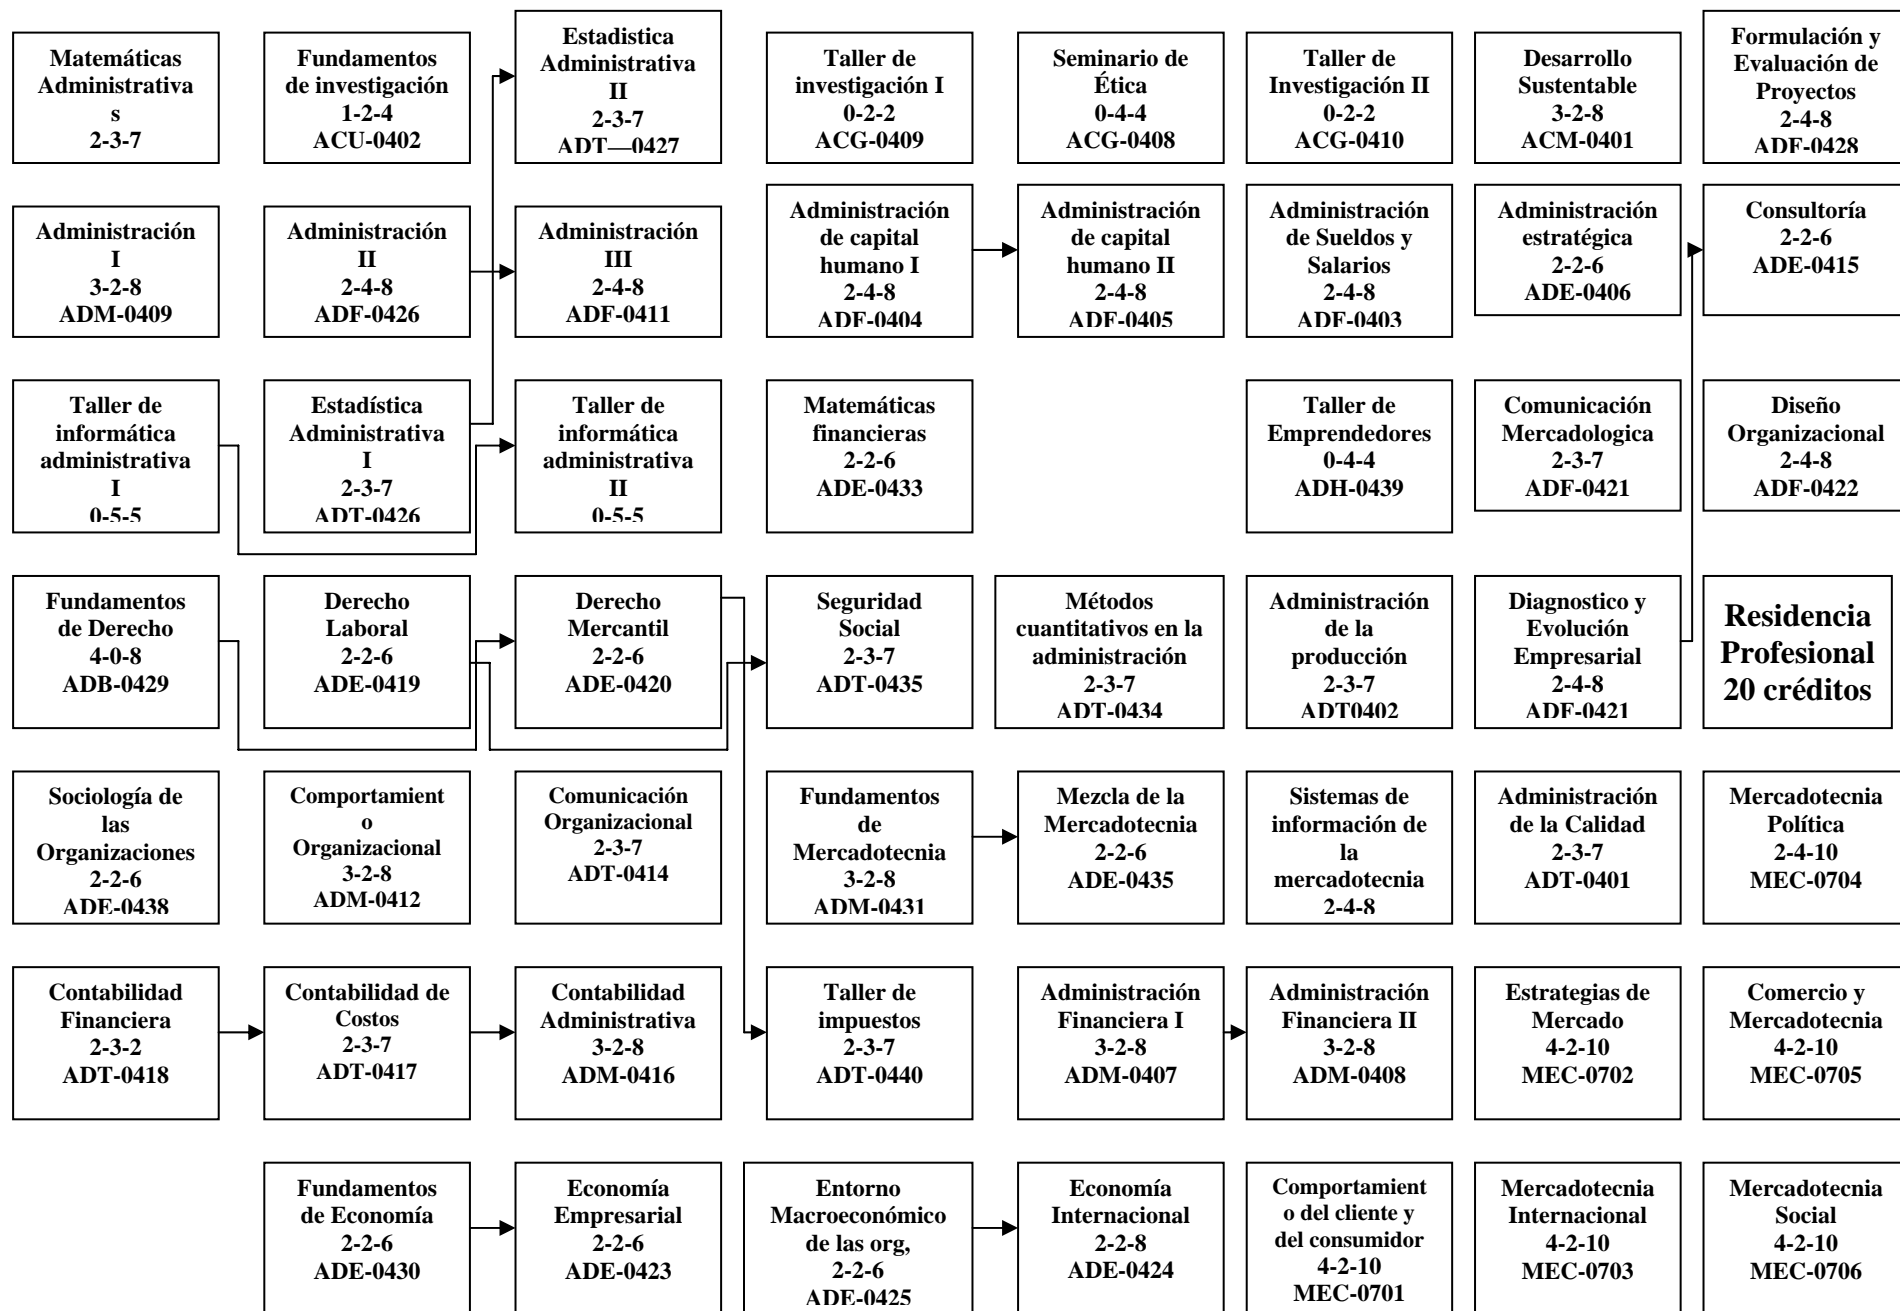 Matemáticas
Administrativa
s
2-3-7
Fundamentos
de investigación
1-2-4
ACU-0402
Estadistica
Administrativa
II
2-3-7
ADT—0427
Taller de
investigación I
0-2-2
ACG-0409
Seminario de
Ética
0-4-4
ACG-0408
Taller de
Investigación II
0-2-2
ACG-0410
Desarrollo
Sustentable
3-2-8
ACM-0401
Formulación y
Evaluación de
Proyectos
2-4-8
ADF-0428
Administración
I
3-2-8
ADM-0409
Administración
II
2-4-8
ADF-0426
Administración
III
2-4-8
ADF-0411
Administración
de capital
humano I
2-4-8
ADF-0404
Administración
de capital
humano II
2-4-8
ADF-0405
Administración
de Sueldos y
Salarios
2-4-8
ADF-0403
Administración
estratégica
2-2-6
ADE-0406
Consultoría
2-2-6
ADE-0415
Taller de
informática
administrativa
I
0-5-5
Estadística
Administrativa
I
2-3-7
ADT-0426
Taller de
informática
administrativa
II
0-5-5
Matemáticas
financieras
2-2-6
ADE-0433
Taller de
Emprendedores
0-4-4
ADH-0439
Comunicación
Mercadologica
2-3-7
ADF-0421
Diseño
Organizacional
2-4-8
ADF-0422
Fundamentos
de Derecho
4-0-8
ADB-0429
Derecho
Laboral
2-2-6
ADE-0419
Derecho
Mercantil
2-2-6
ADE-0420
Seguridad
Social
2-3-7
ADT-0435
Métodos
cuantitativos en la
administración
2-3-7
ADT-0434
Administración
de la
producción
2-3-7
ADT0402
Diagnostico y
Evolución
Empresarial
2-4-8
ADF-0421
Residencia
Profesional
20 créditos
Sociología de
las
Organizaciones
2-2-6
ADE-0438
Comportamient
o
Organizacional
3-2-8
ADM-0412
Comunicación
Organizacional
2-3-7
ADT-0414
Fundamentos
de
Mercadotecnia
3-2-8
ADM-0431
Mezcla de la
Mercadotecnia
2-2-6
ADE-0435
Sistemas de
información de
la
mercadotecnia
2-4-8
Administración
de la Calidad
2-3-7
ADT-0401
Mercadotecnia
Política
2-4-10
MEC-0704
Contabilidad
Financiera
2-3-2
ADT-0418
Contabilidad de
Costos
2-3-7
ADT-0417
Contabilidad
Administrativa
3-2-8
ADM-0416
Taller de
impuestos
2-3-7
ADT-0440
Administración
Financiera I
3-2-8
ADM-0407
Administración
Financiera II
3-2-8
ADM-0408
Estrategias de
Mercado
4-2-10
MEC-0702
Comercio y
Mercadotecnia
4-2-10
MEC-0705
Fundamentos
de Economía
2-2-6
ADE-0430
Economía
Empresarial
2-2-6
ADE-0423
Entorno
Macroeconómico
de las org,
2-2-6
ADE-0425
Economía
Internacional
2-2-8
ADE-0424
Comportamient
o del cliente y
del consumidor
4-2-10
MEC-0701
Mercadotecnia
Internacional
4-2-10
MEC-0703
Mercadotecnia
Social
4-2-10
MEC-0706